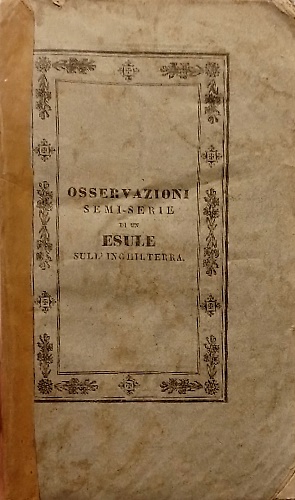 OSSERVAZIONI
SEMI-SERIE
DI UN
ESULE
SULL' INGHILTERRA.